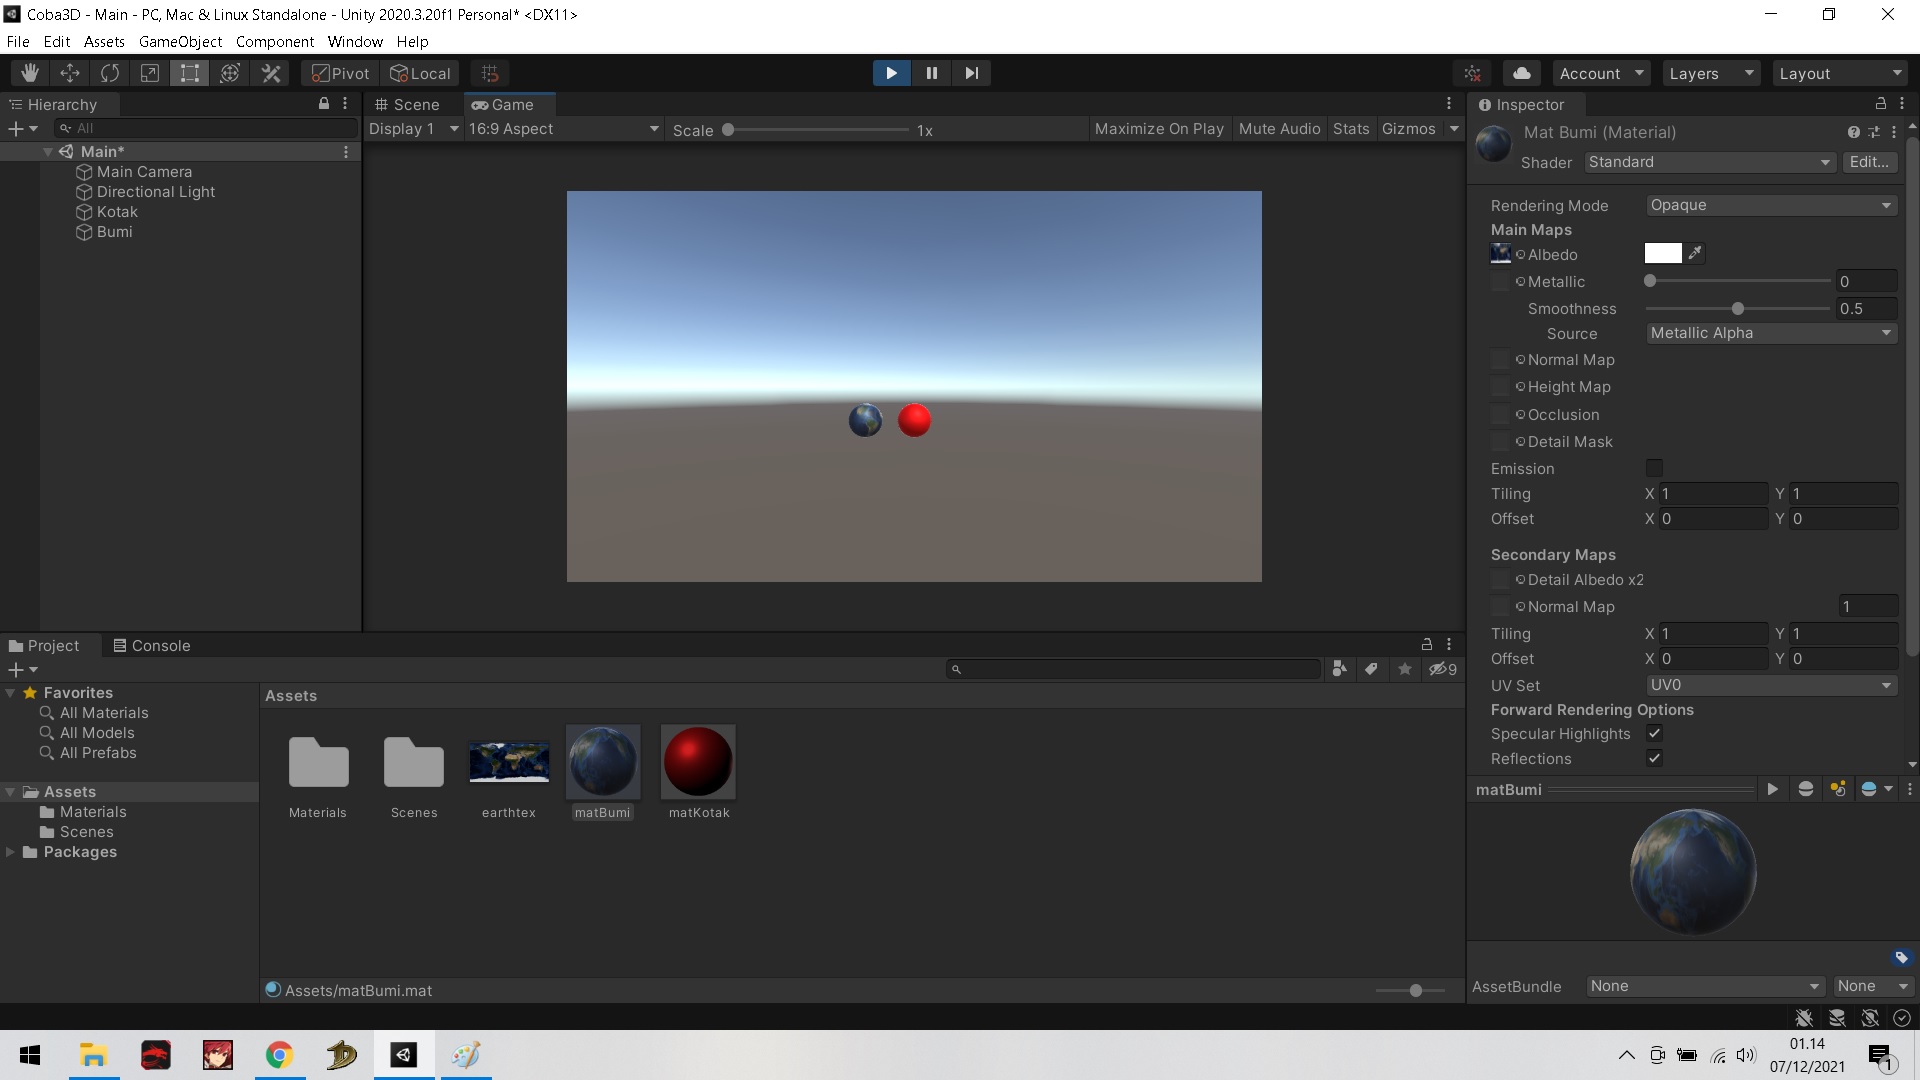 Coba3D - Main - PC, Mac & Linux Standalone - Unity 2020.3.20f1 Personal* <DX11>
File Edit Assets GameObject Component Window Help
Pivot Local Account Layers Layout
Hierarchy
All
Main*
Main Camera
Directional Light
Kotak
Bumi
Scene Game
Display 1 16:9 Aspect Scale 1x Maximize On Play Mute Audio Stats Gizmos
Inspector
Mat Bumi (Material)
Shader Standard Edit...
Rendering Mode Opaque
Main Maps
Albedo
Metallic 0
Smoothness 0.5
Source Metallic Alpha
Normal Map
Height Map
Occlusion
Detail Mask
Emission
Tiling X 1 Y 1
Offset X 0 Y 0
Secondary Maps
Detail Albedo x2
Normal Map 1
Tiling X 1 Y 1
Offset X 0 Y 0
UV Set UV0
Forward Rendering Options
Specular Highlights
Reflections
matBumi
AssetBundle None None
Project Console
9
Favorites
All Materials
All Models
All Prefabs
Assets
Materials
Scenes
Packages
Assets
Materials Scenes earthtex matBumi matKotak
Assets/matBumi.mat
01.14
07/12/2021
1